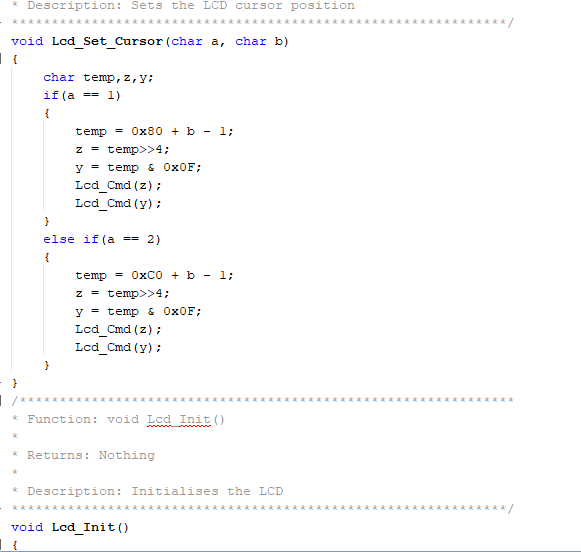 * Description: Sets the LCD cursor position
******************************************************************/
void Lcd_Set_Cursor(char a, char b)
{
    char temp,z,y;
    if(a == 1)
    {
        temp = 0x80 + b - 1;
        z = temp>>4;
        y = temp & 0x0F;
        Lcd_Cmd(z);
        Lcd_Cmd(y);
    }
    else if(a == 2)
    {
        temp = 0xC0 + b - 1;
        z = temp>>4;
        y = temp & 0x0F;
        Lcd_Cmd(z);
        Lcd_Cmd(y);
    }
}
/******************************************************************
* Function: void Lcd_Init()
*
* Returns: Nothing
*
* Description: Initialises the LCD
******************************************************************/
void Lcd_Init()
{